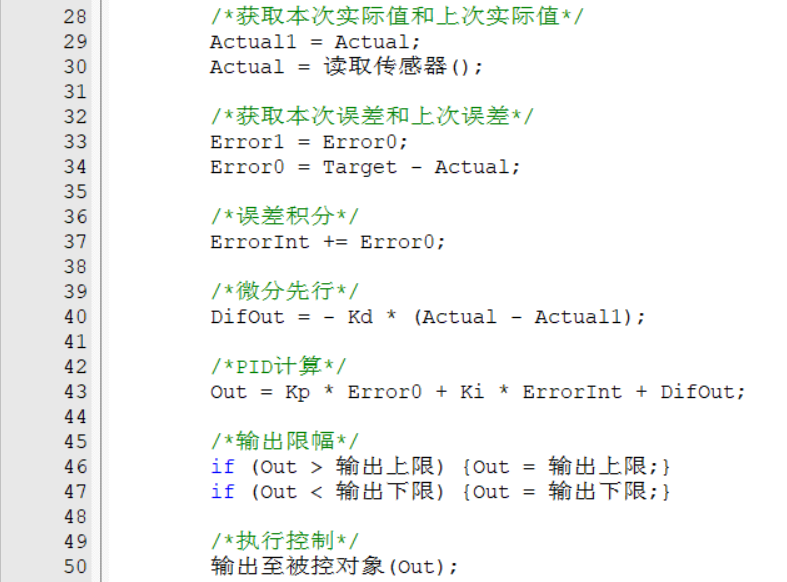 28 /*获取本次实际值和上次实际值*/
29 Actual1 = Actual;
30 Actual = 读取传感器();
31
32 /*获取本次误差和上次误差*/
33 Error1 = Error0;
34 Error0 = Target - Actual;
35
36 /*误差积分*/
37 ErrorInt += Error0;
38
39 /*微分先行*/
40 DifOut = - Kd * (Actual - Actual1);
41
42 /*PID计算*/
43 Out = Kp * Error0 + Ki * ErrorInt + DifOut;
44
45 /*输出限幅*/
46 if (Out > 输出上限) {Out = 输出上限;}
47 if (Out < 输出下限) {Out = 输出下限;}
48
49 /*执行控制*/
50 输出至被控对象(Out);